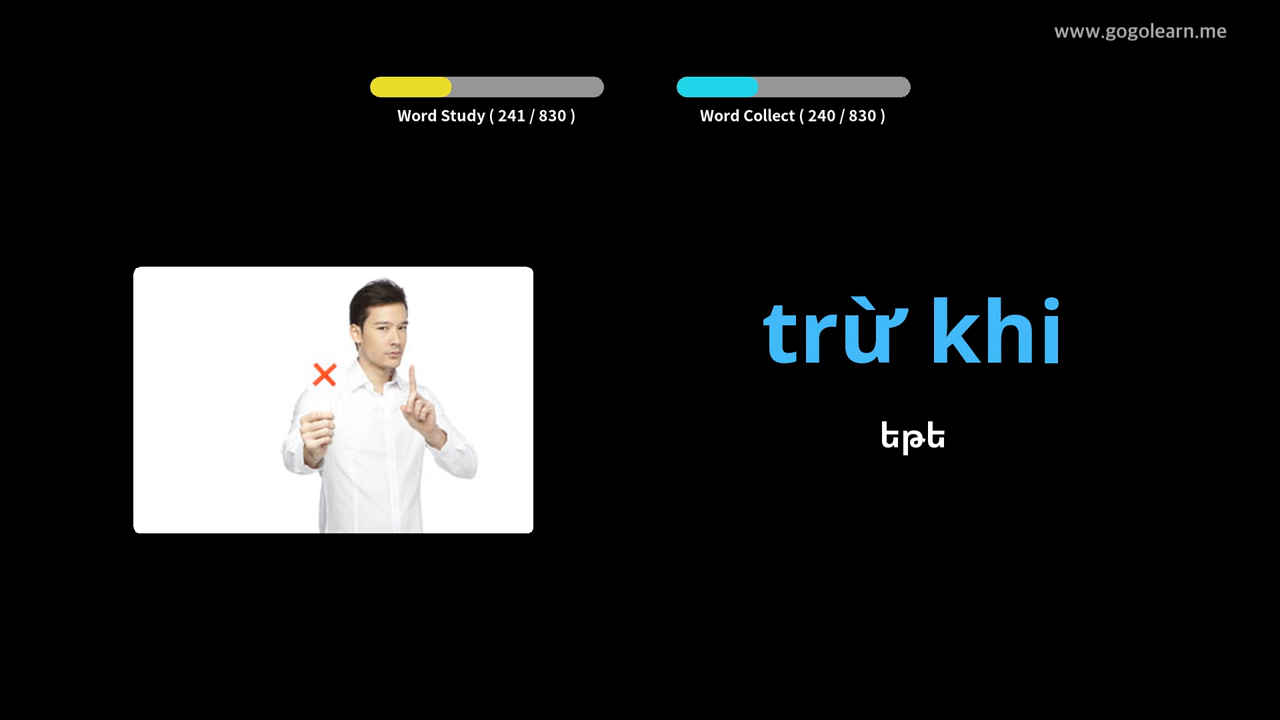 www.gogolearn.me
Word Study ( 241 / 830 )
Word Collect ( 240 / 830 )
trừ khi
եթե